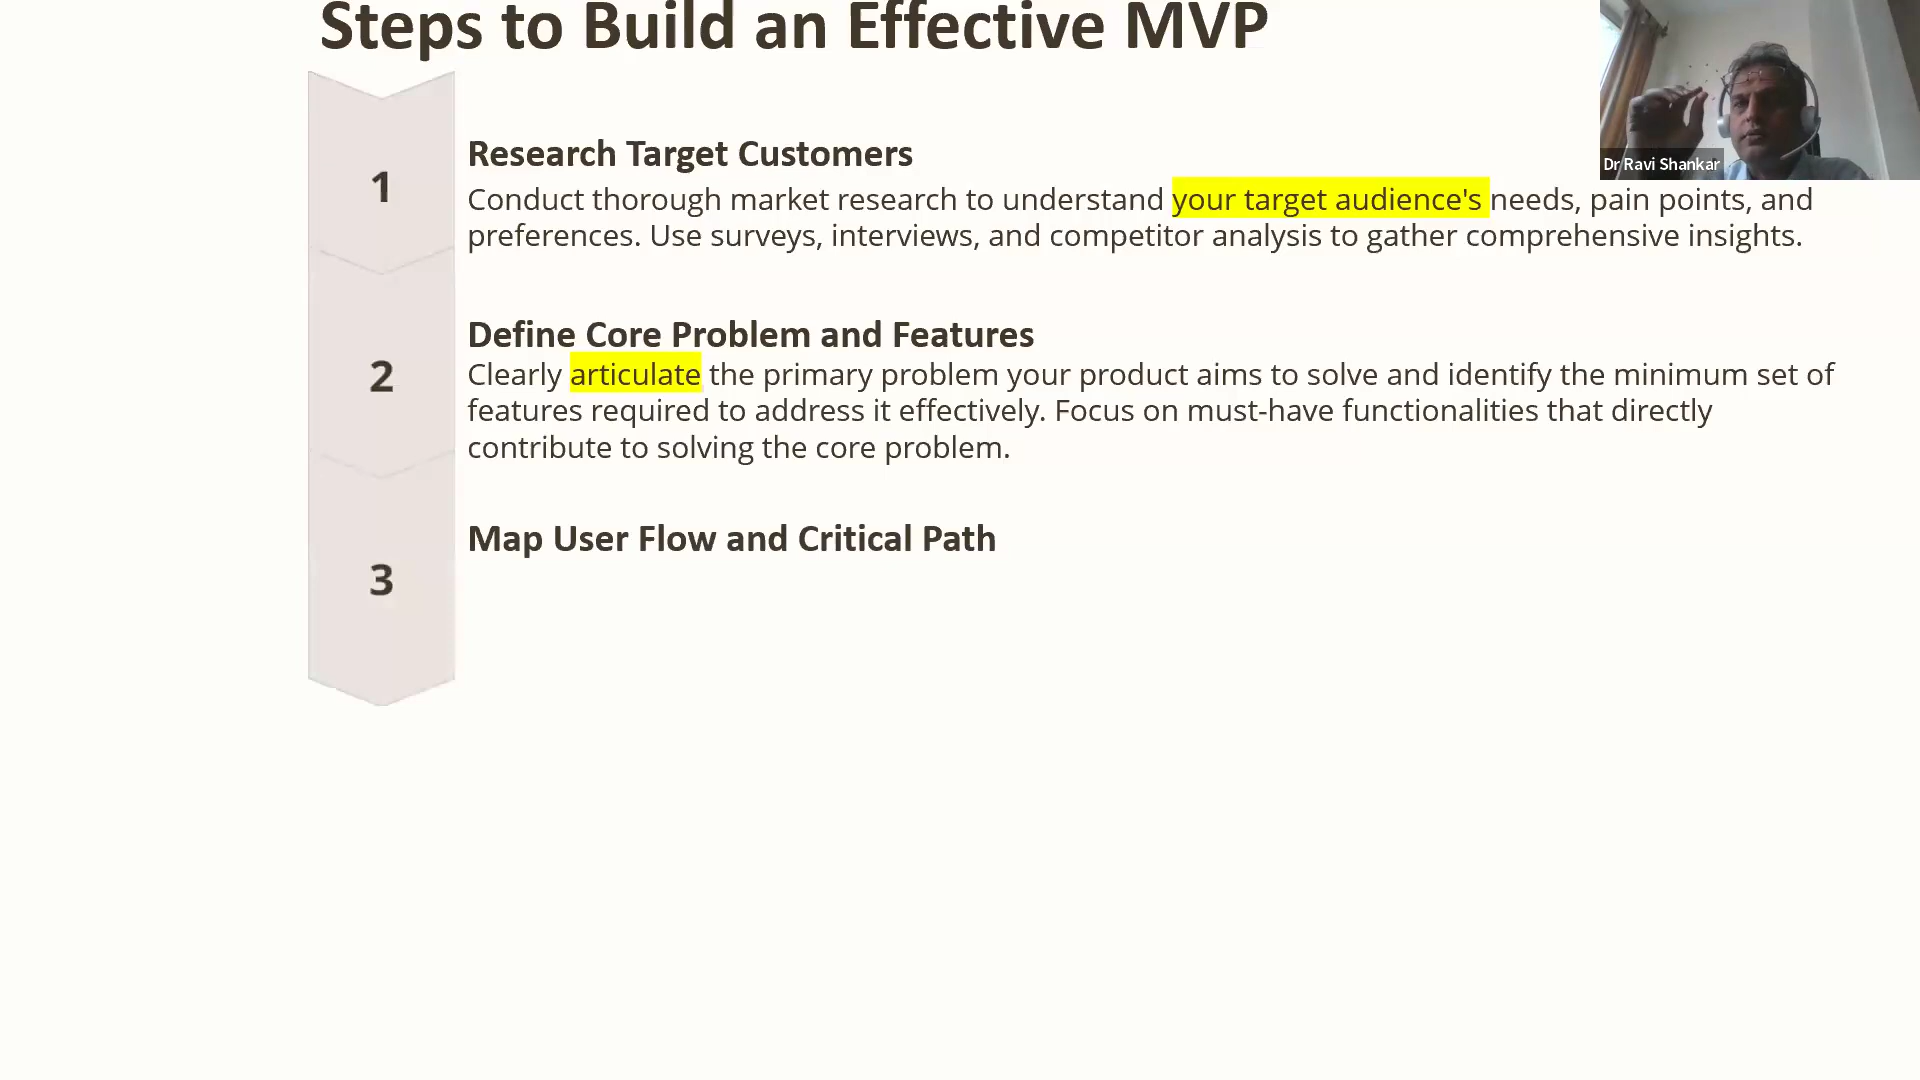 Steps to Build an Effective MVP
Dr Ravi Shankar
1
Research Target Customers
Conduct thorough market research to understand your target audience's needs, pain points, and
preferences. Use surveys, interviews, and competitor analysis to gather comprehensive insights.
2
Define Core Problem and Features
Clearly articulate the primary problem your product aims to solve and identify the minimum set of
features required to address it effectively. Focus on must-have functionalities that directly
contribute to solving the core problem.
3
Map User Flow and Critical Path